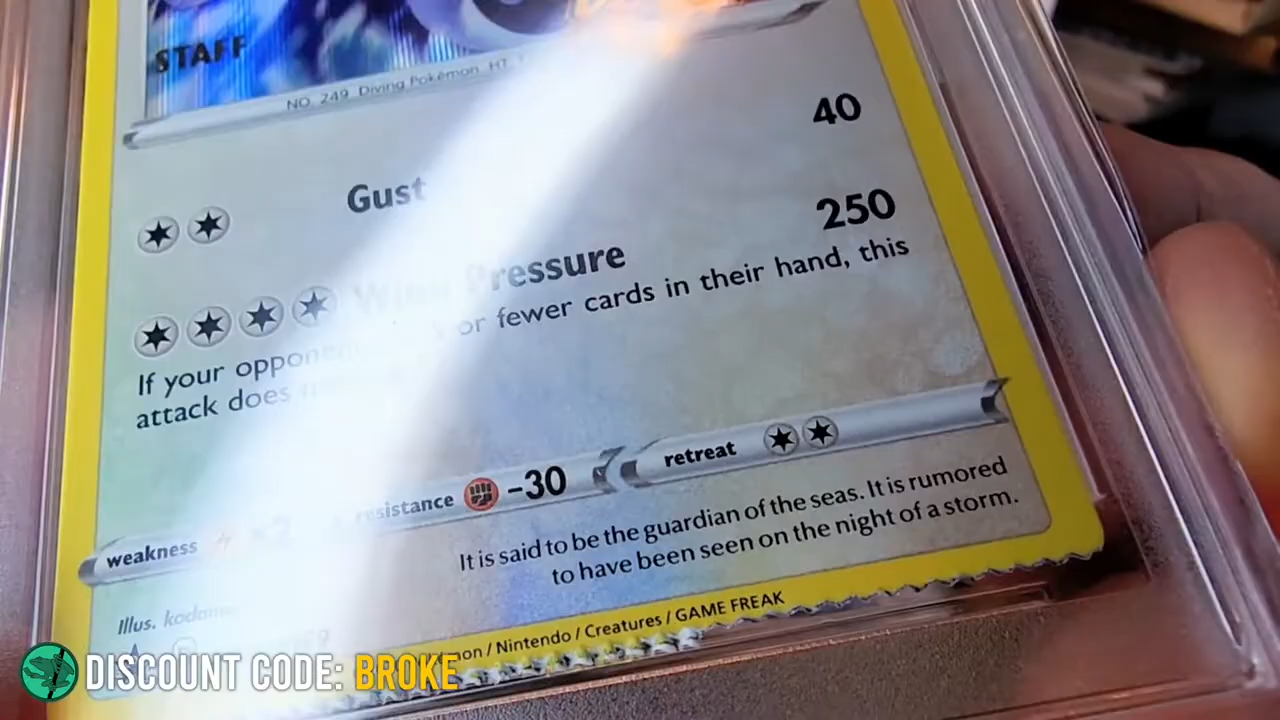 STAFF
NO. 249 Diving Pokémon HT
40
Gust
250
Pressure
or fewer cards in their hand, this
If your
attack does
weakness
resistance -30
retreat
It is said to be the guardian of the seas. It is rumored
to have been seen on the night of a storm.
Illus.
/ Nintendo / Creatures / GAME FREAK
DISCOUNT CODE: BROKE